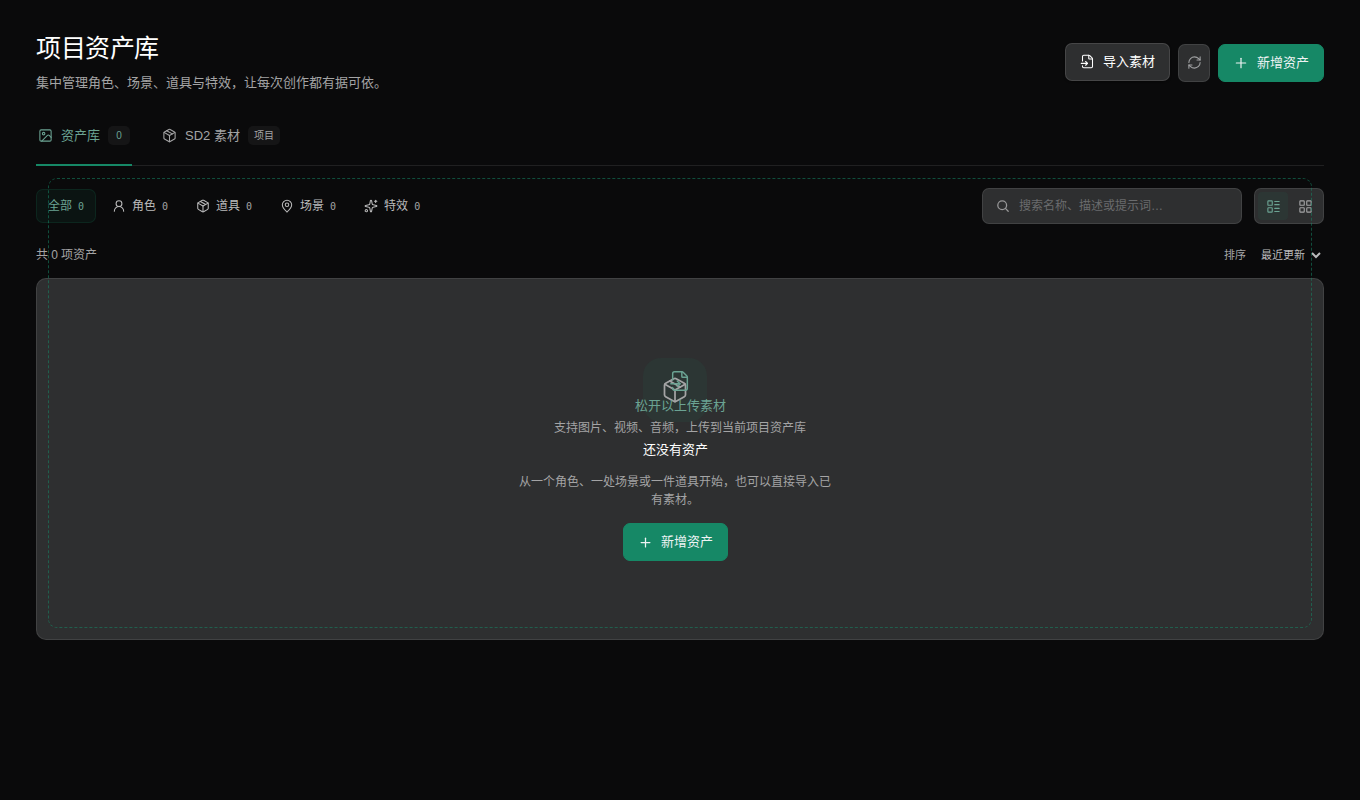 项目资产库
集中管理角色、场景、道具与特效，让每次创作都有据可依。
导入素材
新增资产
资产库 0
SD2 素材 项目
全部 0
角色 0
道具 0
场景 0
特效 0
搜索名称、描述或提示词…
共 0 项资产
排序 最近更新
松开以上传素材
支持图片、视频、音频，上传到当前项目资产库
还没有资产
从一个角色、一处场景或一件道具开始，也可以直接导入已
有素材。
新增资产